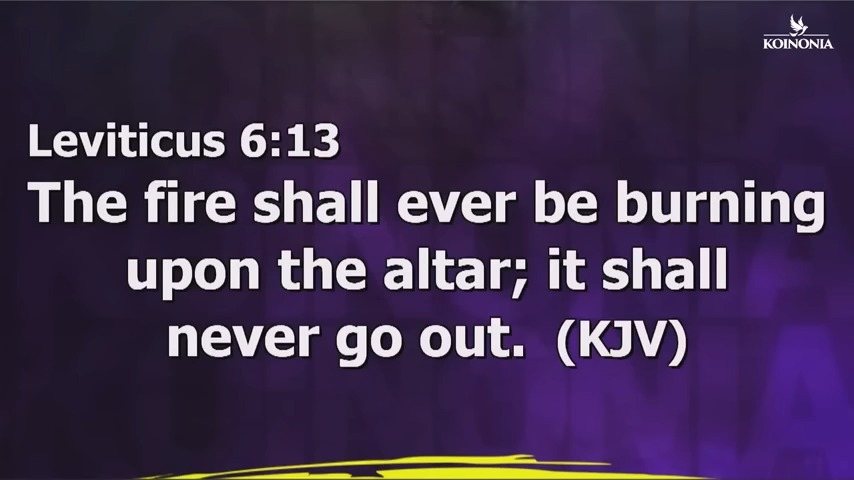 KOINONIA
Leviticus 6:13
The fire shall ever be burning
upon the altar; it shall
never go out. (KJV)